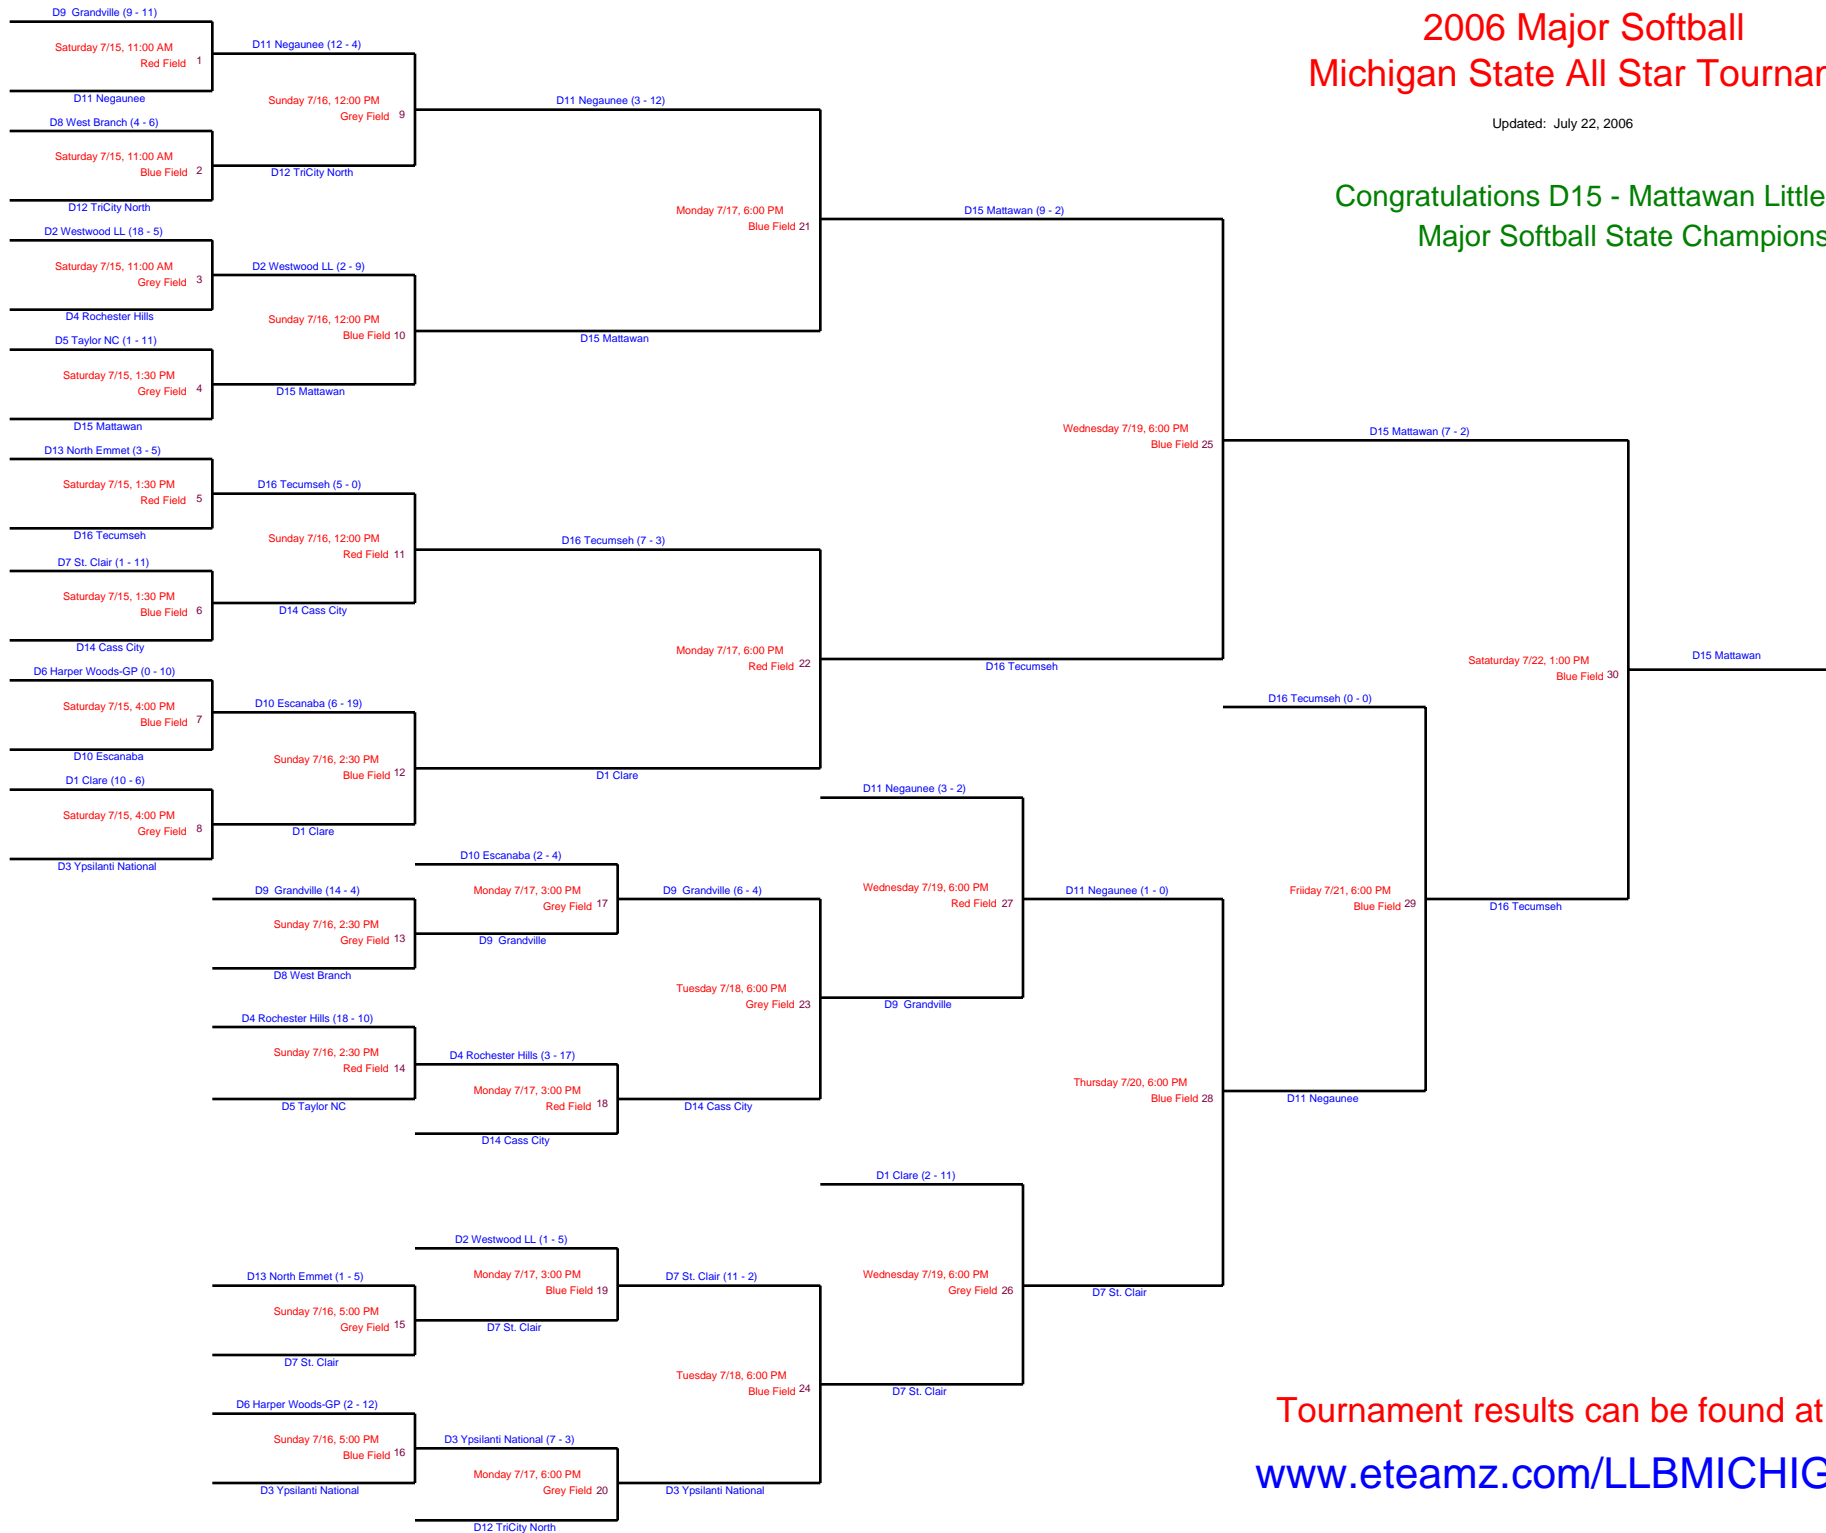 2006 Major Softball
Michigan State All Star Tournar
Updated: July 22, 2006
Congratulations D15 - Mattawan Little
Major Softball State Champions
D9 Grandville (9 - 11)
Saturday 7/15, 11:00 AM
Red Field 1
D11 Negaunee
D8 West Branch (4 - 6)
Saturday 7/15, 11:00 AM
Blue Field 2
D12 TriCity North
D2 Westwood LL (18 - 5)
Saturday 7/15, 11:00 AM
Grey Field 3
D4 Rochester Hills
D5 Taylor NC (1 - 11)
Saturday 7/15, 1:30 PM
Grey Field 4
D15 Mattawan
D13 North Emmet (3 - 5)
Saturday 7/15, 1:30 PM
Red Field 5
D16 Tecumseh
D7 St. Clair (1 - 11)
Saturday 7/15, 1:30 PM
Blue Field 6
D14 Cass City
D6 Harper Woods-GP (0 - 10)
Saturday 7/15, 4:00 PM
Blue Field 7
D10 Escanaba
D1 Clare (10 - 6)
Saturday 7/15, 4:00 PM
Grey Field 8
D3 Ypsilanti National
D11 Negaunee (12 - 4)
Sunday 7/16, 12:00 PM
Grey Field 9
D12 TriCity North
D2 Westwood LL (2 - 9)
Sunday 7/16, 12:00 PM
Blue Field 10
D15 Mattawan
D16 Tecumseh (5 - 0)
Sunday 7/16, 12:00 PM
Red Field 11
D14 Cass City
D10 Escanaba (6 - 19)
Sunday 7/16, 2:30 PM
Blue Field 12
D1 Clare
D9 Grandville (14 - 4)
Sunday 7/16, 2:30 PM
Grey Field 13
D8 West Branch
D4 Rochester Hills (18 - 10)
Sunday 7/16, 2:30 PM
Red Field 14
D5 Taylor NC
D13 North Emmet (1 - 5)
Sunday 7/16, 5:00 PM
Grey Field 15
D7 St. Clair
D6 Harper Woods-GP (2 - 12)
Sunday 7/16, 5:00 PM
Blue Field 16
D3 Ypsilanti National
D11 Negaunee (3 - 12)
Monday 7/17, 6:00 PM
Blue Field 21
D15 Mattawan
D16 Tecumseh (7 - 3)
Monday 7/17, 6:00 PM
Red Field 22
D1 Clare
D10 Escanaba (2 - 4)
Monday 7/17, 3:00 PM
Grey Field 17
D9 Grandville
D4 Rochester Hills (3 - 17)
Monday 7/17, 3:00 PM
Red Field 18
D14 Cass City
D2 Westwood LL (1 - 5)
Monday 7/17, 3:00 PM
Blue Field 19
D7 St. Clair
D3 Ypsilanti National (7 - 3)
Monday 7/17, 6:00 PM
Grey Field 20
D12 TriCity North
D9 Grandville (6 - 4)
Tuesday 7/18, 6:00 PM
Grey Field 23
D14 Cass City
D7 St. Clair (11 - 2)
Tuesday 7/18, 6:00 PM
Blue Field 24
D3 Ypsilanti National
D15 Mattawan (9 - 2)
Wednesday 7/19, 6:00 PM
Blue Field 25
D16 Tecumseh
D11 Negaunee (3 - 2)
Wednesday 7/19, 6:00 PM
Red Field 27
D9 Grandville
D1 Clare (2 - 11)
Wednesday 7/19, 6:00 PM
Grey Field 26
D7 St. Clair
D11 Negaunee (1 - 0)
Thursday 7/20, 6:00 PM
Blue Field 28
D7 St. Clair
D16 Tecumseh (0 - 0)
Friiday 7/21, 6:00 PM
Blue Field 29
D11 Negaunee
D15 Mattawan (7 - 2)
Sataturday 7/22, 1:00 PM
Blue Field 30
D16 Tecumseh
D15 Mattawan
Tournament results can be found at
www.eteamz.com/LLBMICHIG